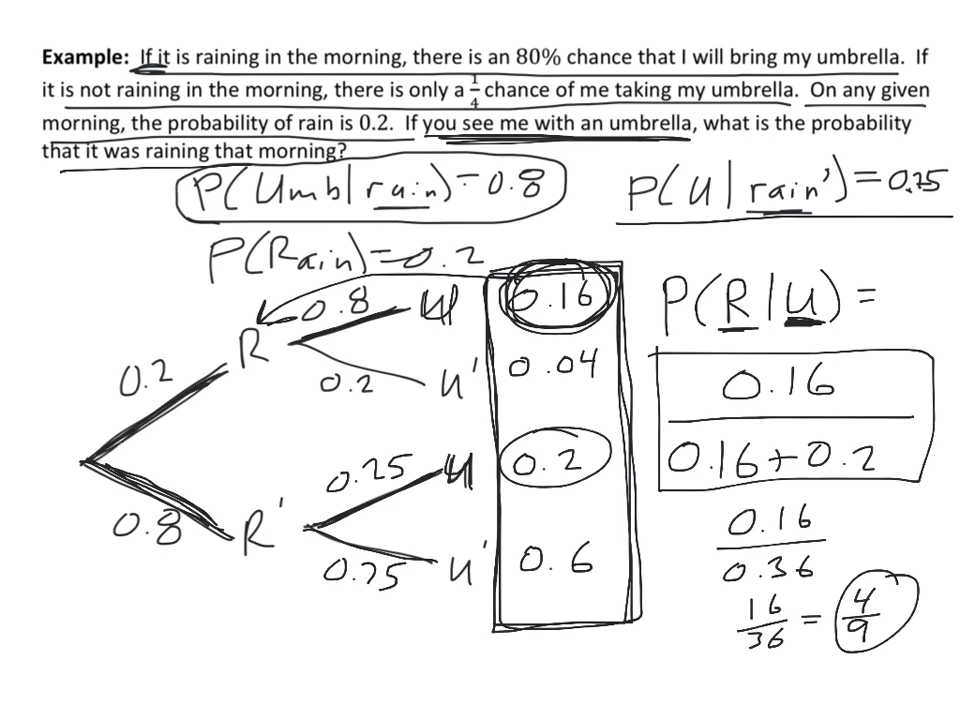 Example: If it is raining in the morning, there is an 80% chance that I will bring my umbrella. If
it is not raining in the morning, there is only a 1/4 chance of me taking my umbrella. On any given
morning, the probability of rain is 0.2. If you see me with an umbrella, what is the probability
that it was raining that morning?
P(Umb| rain) = 0.8
P(U | rain') = 0.25
P(Rain) = 0.2
0.2
R
0.8
U
0.16
0.2
U'
0.04
0.8
R'
0.25
U
0.2
0.75
U'
0.6
P(R|U) =
0.16
0.16+0.2
0.16
0.36
16/36 = 4/9